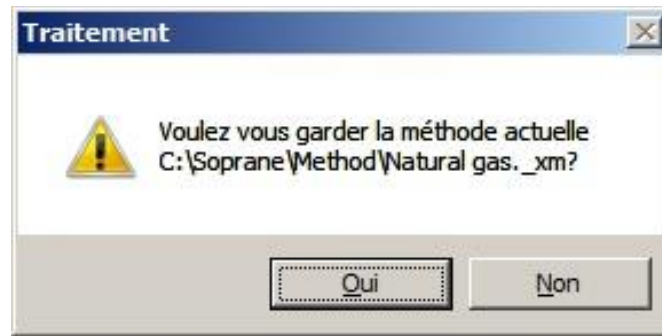 Traitement
Voulez vous garder la méthode actuelle
C:\Soprane\Method\Natural gas._xm?
Oui
Non